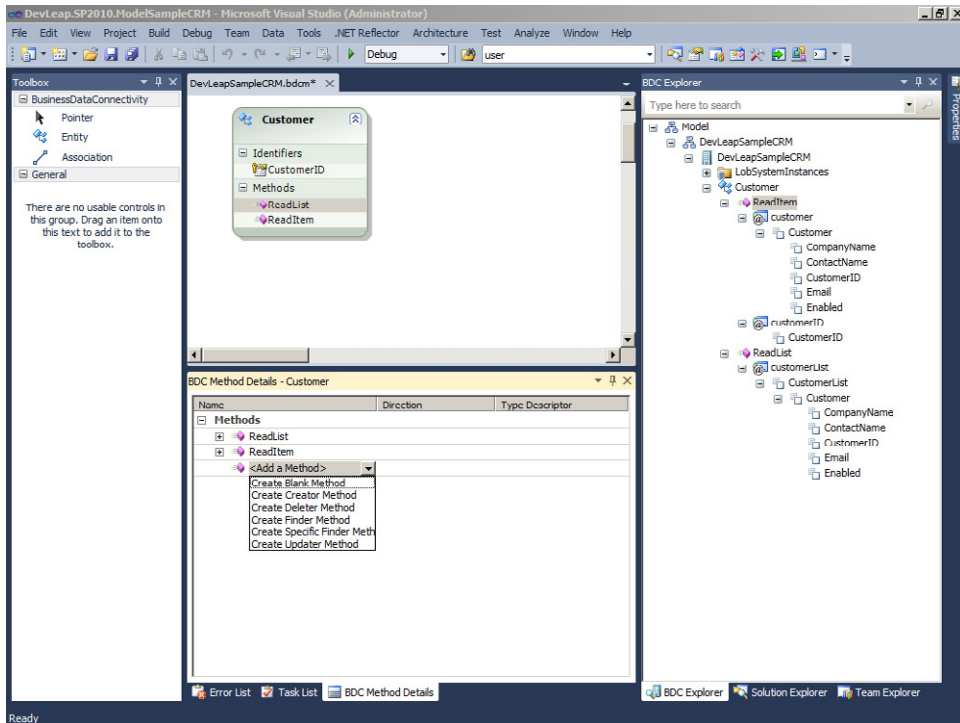 DevLeap.SP2010.ModelSampleCRM - Microsoft Visual Studio (Administrator)
File Edit View Project Build Debug Team Data Tools .NET Reflector Architecture Test Analyze Window Help
Debug user
Toolbox
BusinessDataConnectivity
Pointer
Entity
Association
General
There are no usable controls in
this group. Drag an item onto
this text to add it to the
toolbox.
DevLeapSampleCRM.bdcm*
Customer
Identifiers
CustomerID
Methods
ReadList
ReadItem
BDC Method Details - Customer
Name Direction Type Descriptor
Methods
ReadList
ReadItem
<Add a Method>
Create Blank Method
Create Creator Method
Create Deleter Method
Create Finder Method
Create Specific Finder Meth
Create Updater Method
Error List Task List BDC Method Details
BDC Explorer
Type here to search
Model
DevLeapSampleCRM
DevLeapSampleCRM
LobSystemInstances
Customer
ReadItem
customer
Customer
CompanyName
ContactName
CustomerID
Email
Enabled
customerID
CustomerID
ReadList
customerList
CustomerList
Customer
CompanyName
ContactName
CustomerID
Email
Enabled
BDC Explorer Solution Explorer Team Explorer
Properties
Ready